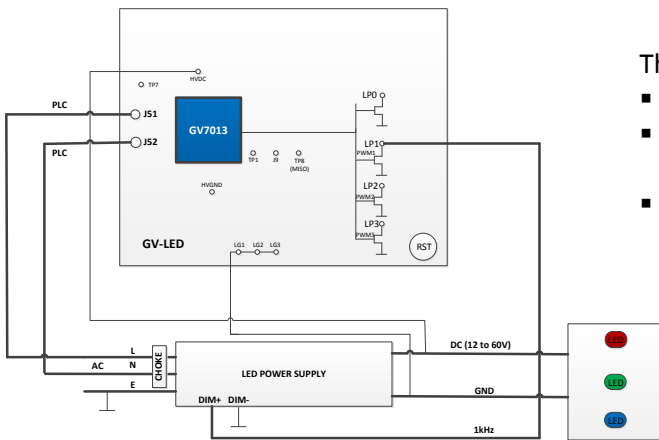 Th
HVDC
TP7
LP0
PLC
J51
GV7013
LP1
PWM1
J52
PLC
TP1 J9 TP8
(MISO)
LP2
PWM2
HVGND
LP3
PWM3
GV-LED
LG1 LG2 LG3
RST
L
DC (12 to 60V)
LED
CHOKE
AC N
LED POWER SUPPLY
E
GND
LED
DIM+ DIM-
1kHz
LED